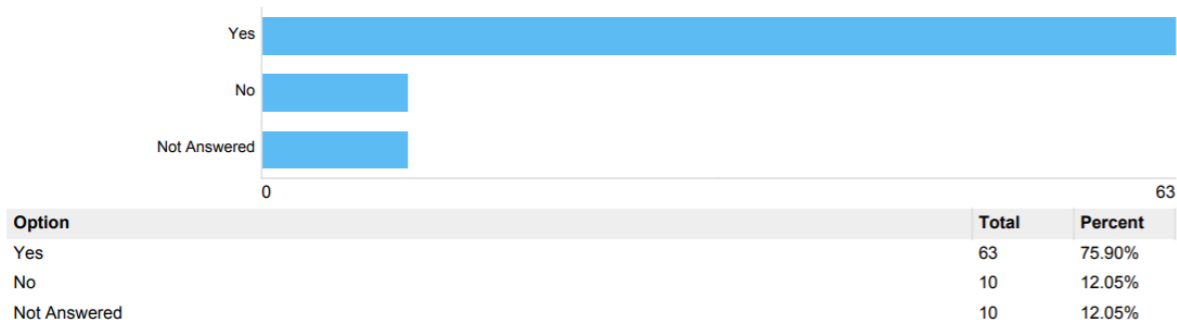 Yes
No
Not Answered
0 63
Option Total Percent
Yes 63 75.90%
No 10 12.05%
Not Answered 10 12.05%